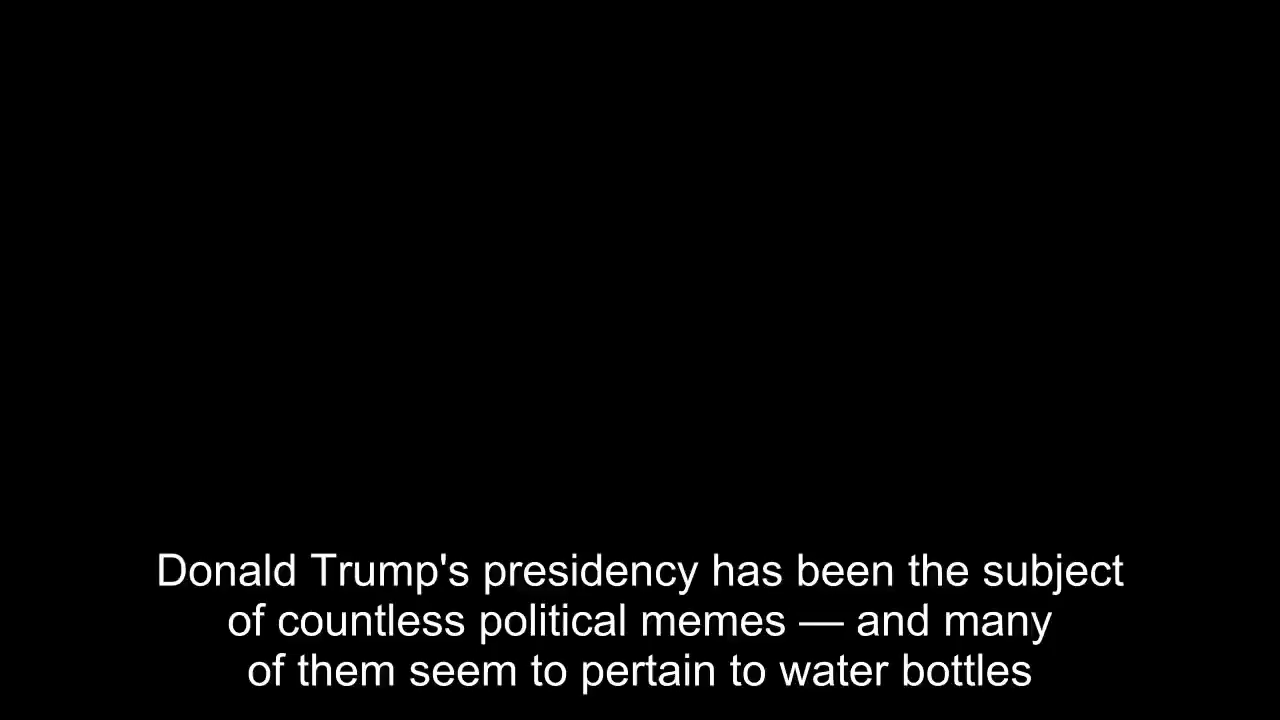 Donald Trump's presidency has been the subject
of countless political memes — and many
of them seem to pertain to water bottles